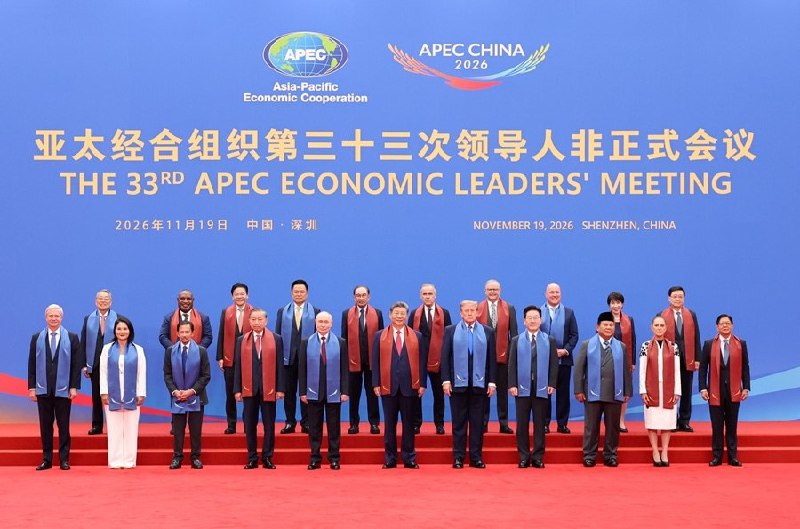 APEC
Asia-Pacific
Economic Cooperation
APEC CHINA
2026
亚太经合组织第三十三次领导人非正式会议
THE 33RD APEC ECONOMIC LEADERS' MEETING
2026年11月19日 中国·深圳
NOVEMBER 19, 2026 SHENZHEN, CHINA